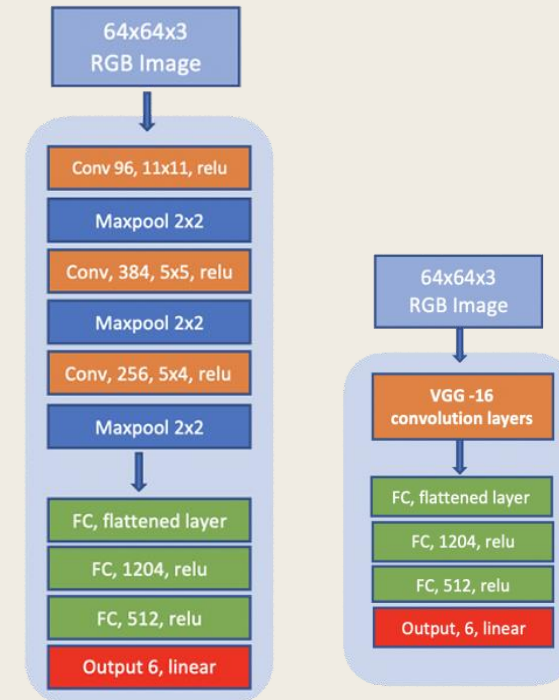 64x64x3
RGB Image
Conv 96, 11x11, relu
Maxpool 2x2
Conv, 384, 5x5, relu
Maxpool 2x2
Conv, 256, 5x4, relu
Maxpool 2x2
FC, flattened layer
FC, 1204, relu
FC, 512, relu
Output 6, linear
64x64x3
RGB Image
VGG -16
convolution layers
FC, flattened layer
FC, 1204, relu
FC, 512, relu
Output, 6, linear